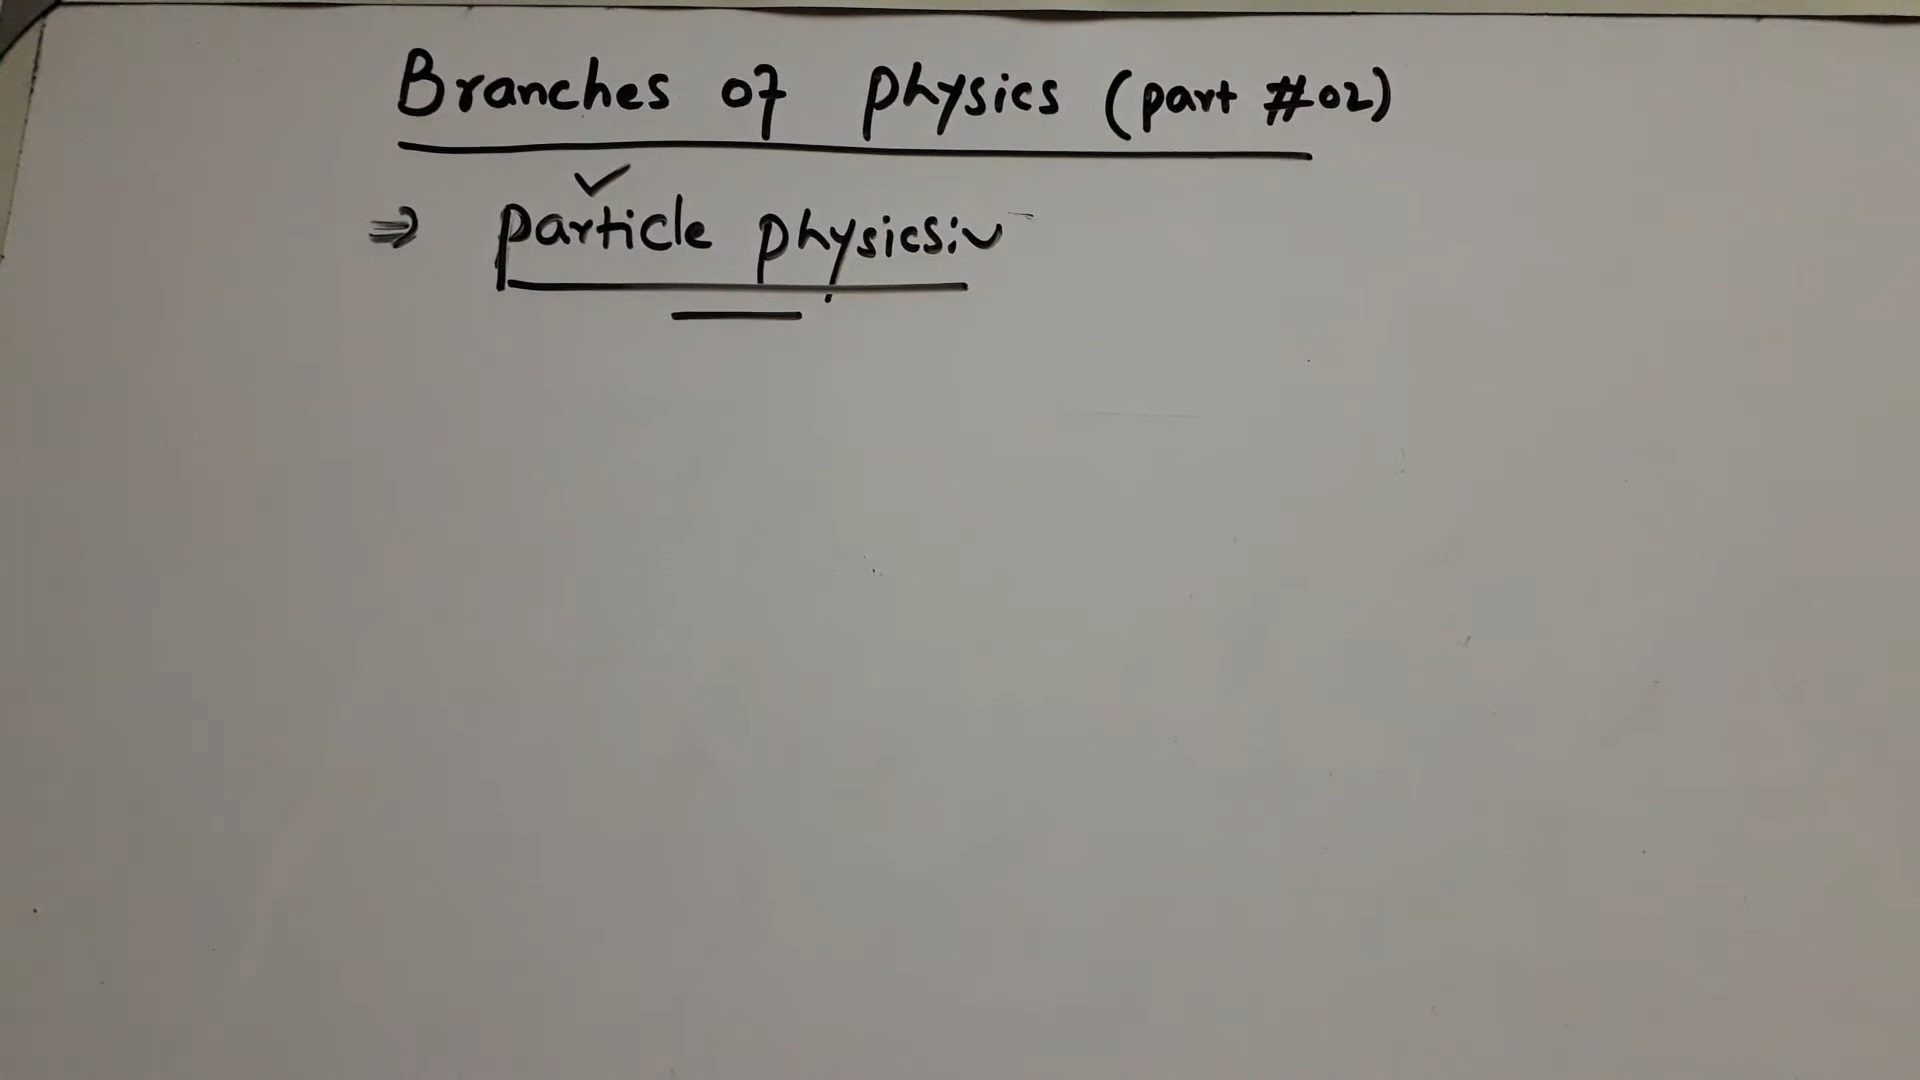 Branches of physics (part #02)
⇒ particle physics: